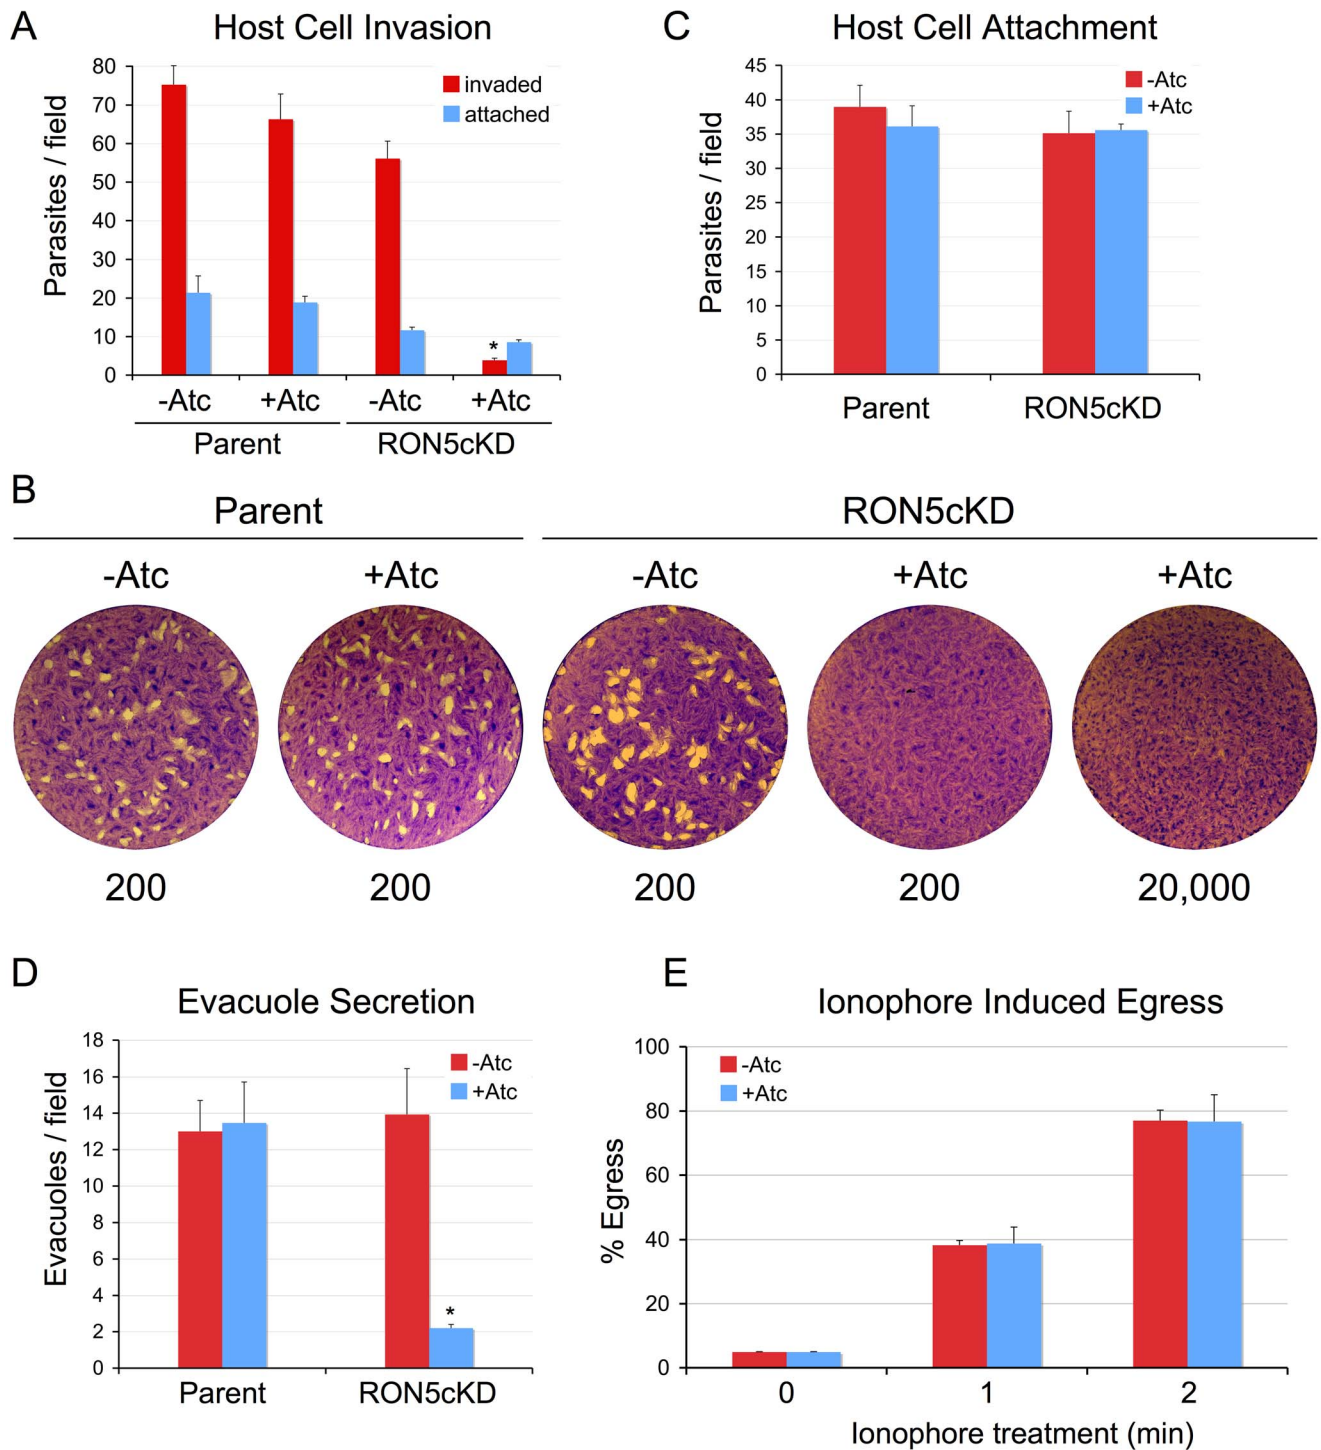 A
Host Cell Invasion
Parasites / field
80
70
60
50
40
30
20
10
0
invaded
attached
*
-Atc +Atc -Atc +Atc
Parent RON5cKD
C
Host Cell Attachment
Parasites / field
45
40
35
30
25
20
15
10
5
0
-Atc
+Atc
Parent RON5cKD
B
Parent RON5cKD
-Atc +Atc -Atc +Atc +Atc
200 200 200 200 20,000
D
Evacuole Secretion
Evacuoles / field
18
16
14
12
10
8
6
4
2
0
-Atc
+Atc
*
Parent RON5cKD
E
Ionophore Induced Egress
% Egress
100
80
60
40
20
0
-Atc
+Atc
0 1 2
Ionophore treatment (min)